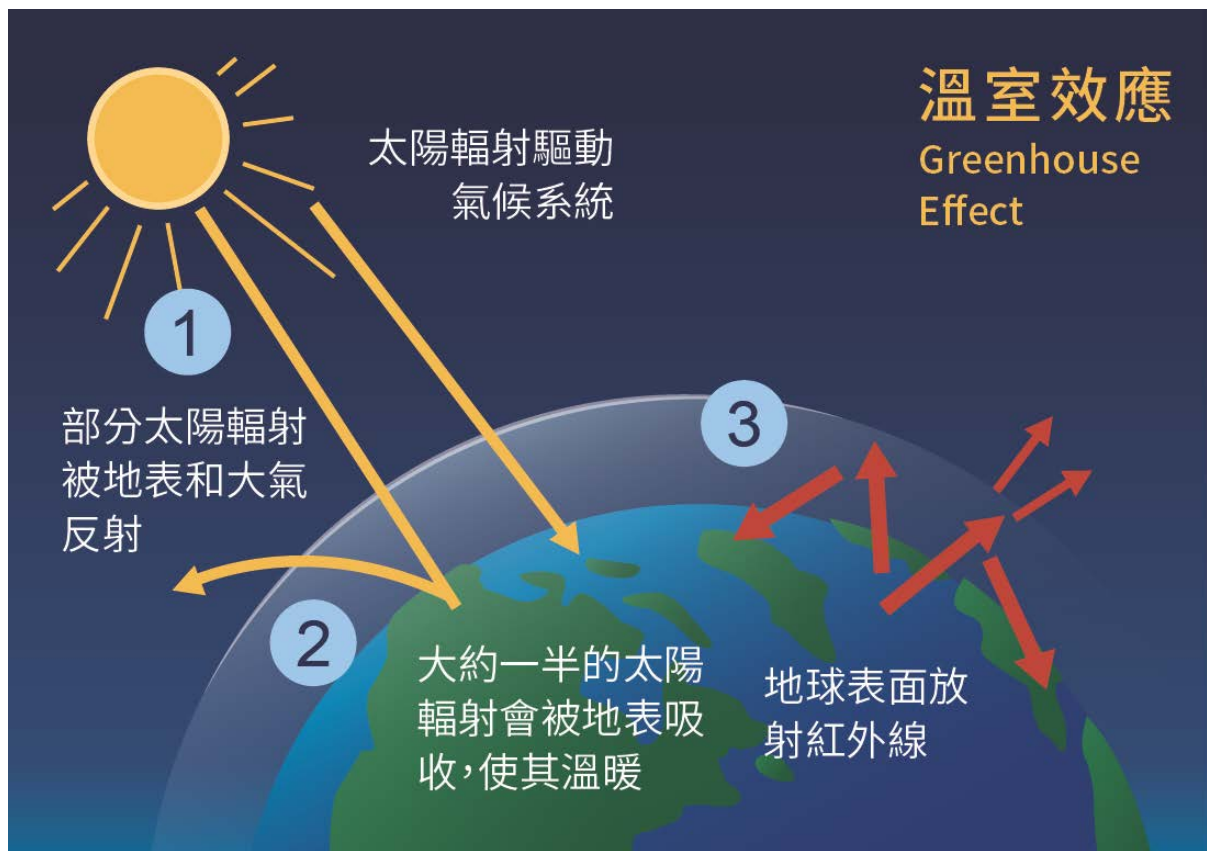 溫室效應
Greenhouse
Effect
太陽輻射驅動
氣候系統
1
部分太陽輻射
被地表和大氣
反射
2
大約一半的太陽
輻射會被地表吸
收,使其溫暖
3
地球表面放
射紅外線